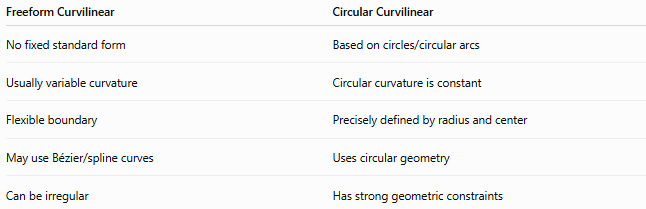 Freeform Curvilinear Circular Curvilinear
No fixed standard form Based on circles/circular arcs
Usually variable curvature Circular curvature is constant
Flexible boundary Precisely defined by radius and center
May use Bézier/spline curves Uses circular geometry
Can be irregular Has strong geometric constraints